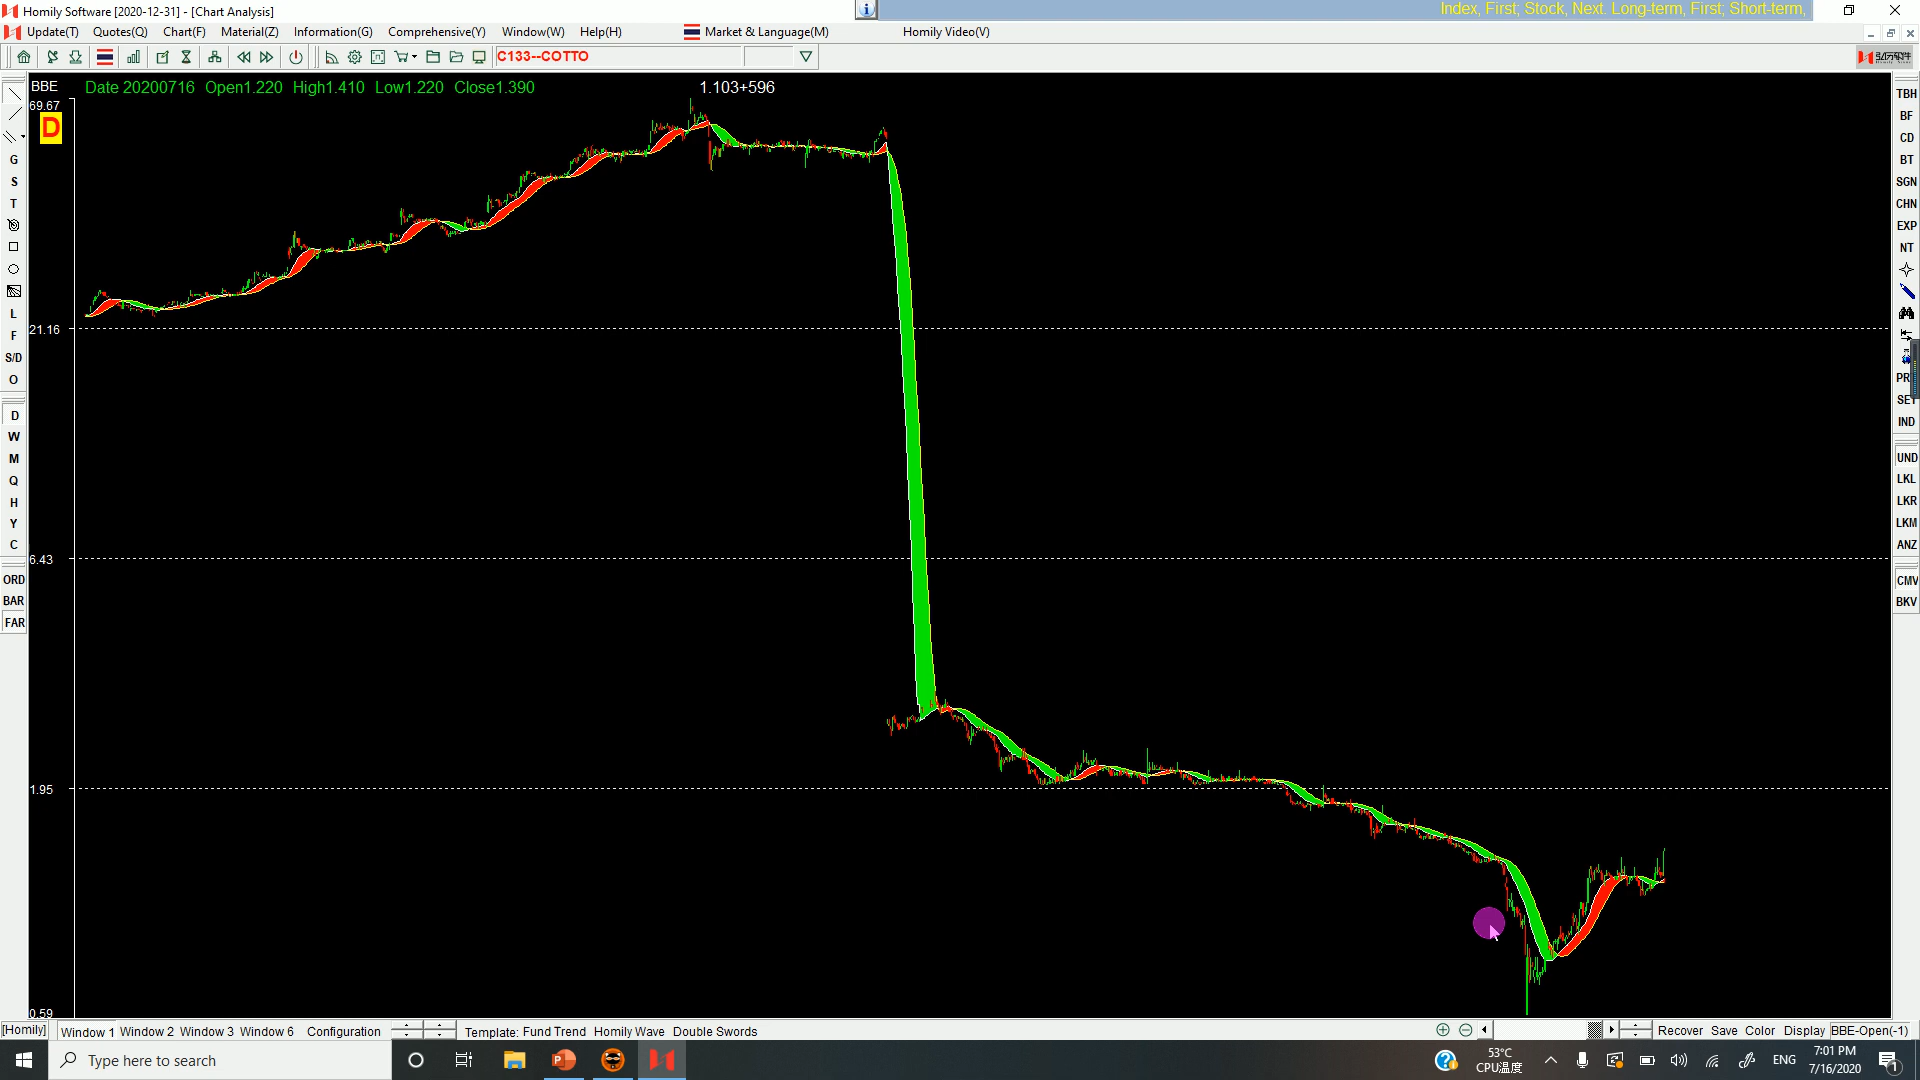 Homily Software [2020-12-31] - [Chart Analysis]
Index, First; Stock, Next. Long-term, First; Short-term,
Update(T) Quotes(Q) Chart(F) Material(Z) Information(G) Comprehensive(Y) Window(W) Help(H) Market & Language(M) Homily Video(V)
C133--COTTO
弘历软件
BBE Date 20200716 Open1.220 High1.410 Low1.220 Close1.390 1.103+596
69.67
D
21.16
6.43
1.95
0.59
G
S
T
L
F
S/D
O
D
W
M
Q
H
Y
C
ORD
BAR
FAR
TBH
BF
CD
BT
SGN
CHN
EXP
NT
PR
SET
IND
UND
LKL
LKR
LKM
ANZ
CMV
BKV
[Homily] Window 1 Window 2 Window 3 Window 6 Configuration Template: Fund Trend Homily Wave Double Swords Recover Save Color Display BBE-Open(-1)
Type here to search
53°C
CPU温度
ENG
7:01 PM
7/16/2020
1